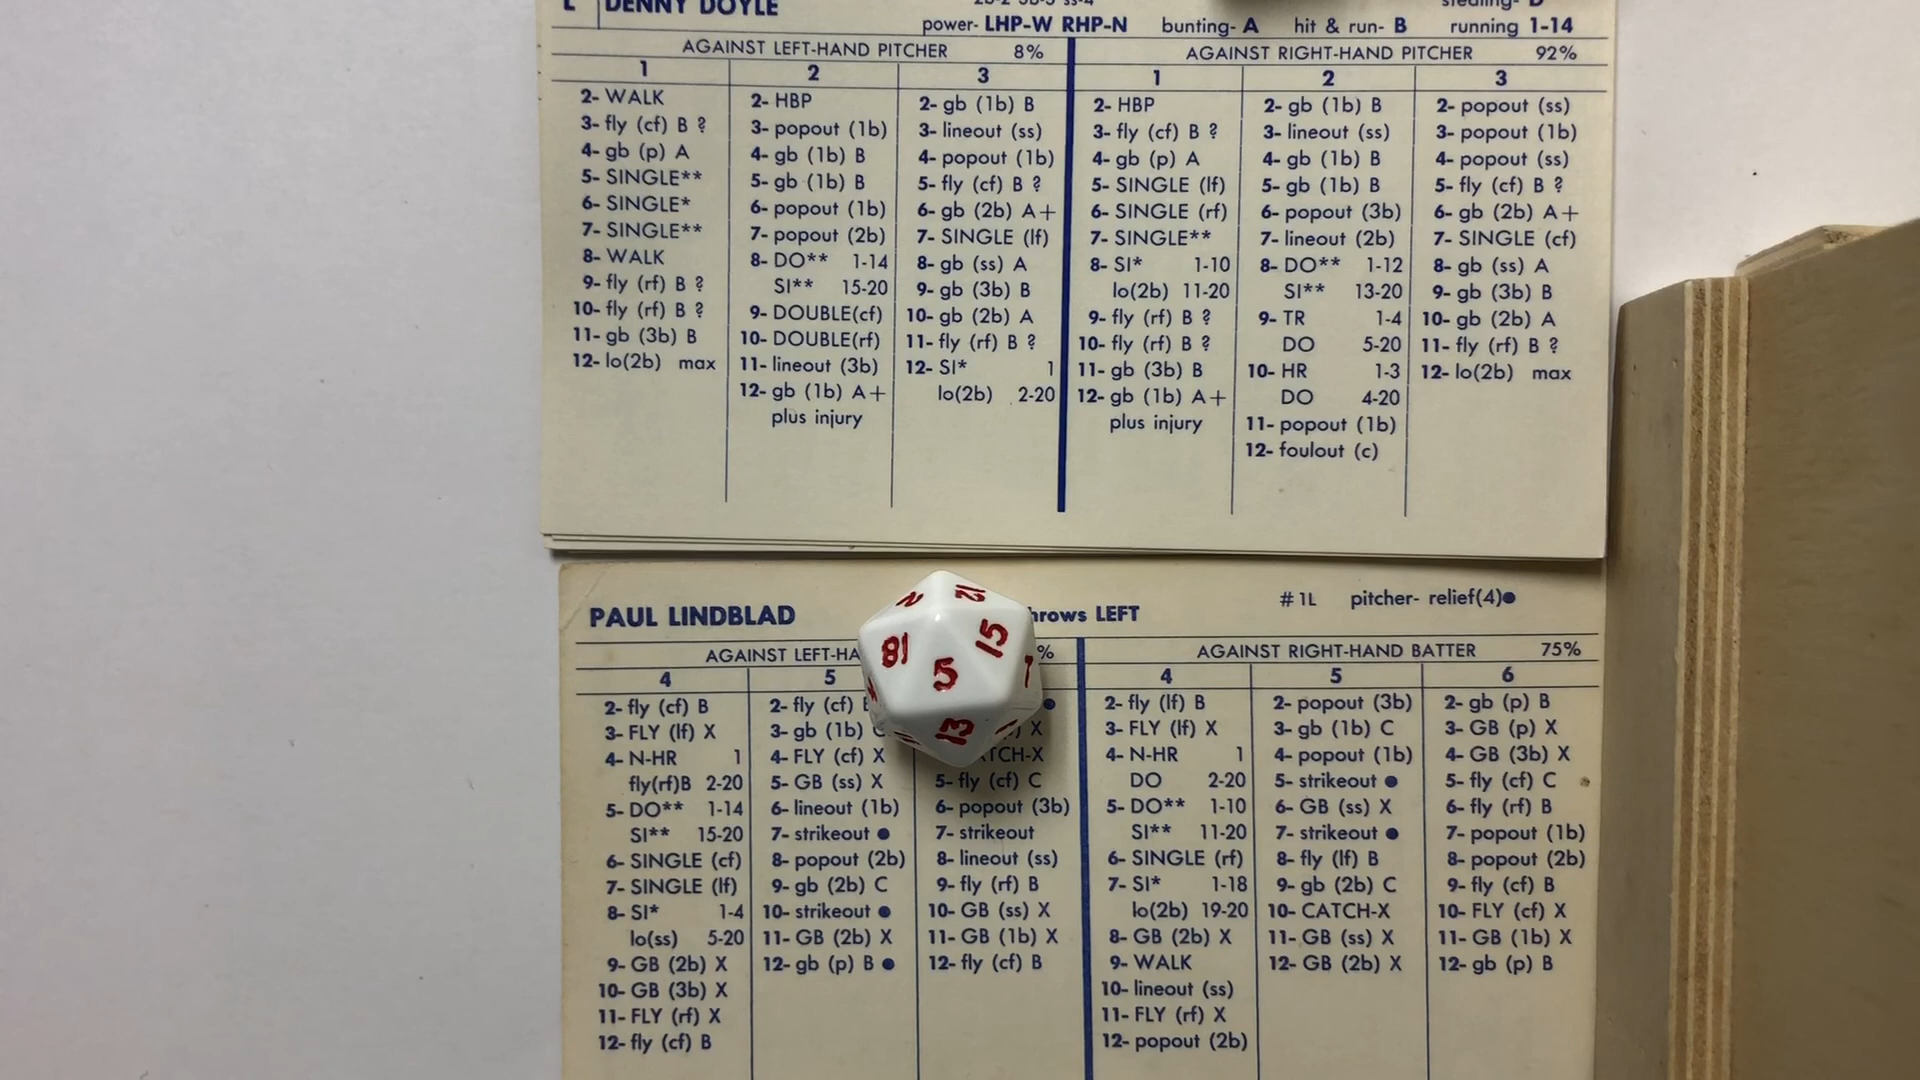 L DENNY DOYLE
power- LHP-W RHP-N bunting- A hit & run- B running 1-14
AGAINST LEFT-HAND PITCHER 8%
1 2 3
2- WALK 2- HBP 2- gb (1b) B
3- fly (cf) B ? 3- popout (1b) 3- lineout (ss)
4- gb (p) A 4- gb (1b) B 4- popout (1b)
5- SINGLE** 5- gb (1b) B 5- fly (cf) B ?
6- SINGLE* 6- popout (1b) 6- gb (2b) A+
7- SINGLE** 7- popout (2b) 7- SINGLE (lf)
8- WALK 8- DO** 1-14 8- gb (ss) A
9- fly (rf) B ? SI** 15-20 9- gb (3b) B
10- fly (rf) B ? 9- DOUBLE(cf) 10- gb (2b) A
11- gb (3b) B 10- DOUBLE(rf) 11- fly (rf) B ?
12- lo(2b) max 11- lineout (3b) 12- SI* 1
12- gb (1b) A+ lo(2b) 2-20
plus injury
AGAINST RIGHT-HAND PITCHER 92%
1 2 3
2- HBP 2- gb (1b) B 2- popout (ss)
3- fly (cf) B ? 3- lineout (ss) 3- popout (1b)
4- gb (p) A 4- gb (1b) B 4- popout (ss)
5- SINGLE (lf) 5- gb (1b) B 5- fly (cf) B ?
6- SINGLE (rf) 6- popout (3b) 6- gb (2b) A+
7- SINGLE** 7- lineout (2b) 7- SINGLE (cf)
8- SI* 1-10 8- DO** 1-12 8- gb (ss) A
lo(2b) 11-20 SI** 13-20 9- gb (3b) B
9- fly (rf) B ? 9- TR 1-4 10- gb (2b) A
10- fly (rf) B ? DO 5-20 11- fly (rf) B ?
11- gb (3b) B 10- HR 1-3 12- lo(2b) max
12- gb (1b) A+ DO 4-20
plus injury 11- popout (1b)
12- foulout (c)
PAUL LINDBLAD LEFT #1L pitcher- relief(4)●
AGAINST %
4 5
2- fly (cf) B 2- fly (cf) ●
3- FLY (lf) X 3- gb (1b) X
4- N-HR 1 4- FLY (cf) X
fly(rf)B 2-20 5- GB (ss) X 5- fly (cf) C
5- DO** 1-14 6- lineout (1b) 6- popout (3b)
SI** 15-20 7- strikeout ● 7- strikeout
6- SINGLE (cf) 8- popout (2b) 8- lineout (ss)
7- SINGLE (lf) 9- gb (2b) C 9- fly (rf) B
8- SI* 1-4 10- strikeout ● 10- GB (ss) X
lo(ss) 5-20 11- GB (2b) X 11- GB (1b) X
9- GB (2b) X 12- gb (p) B ● 12- fly (cf) B
10- GB (3b) X
11- FLY (rf) X
12- fly (cf) B
AGAINST RIGHT-HAND BATTER 75%
4 5 6
2- fly (lf) B 2- popout (3b) 2- gb (p) B
3- FLY (lf) X 3- gb (1b) C 3- GB (p) X
4- N-HR 1 4- popout (1b) 4- GB (3b) X
DO 2-20 5- strikeout ● 5- fly (cf) C
5- DO** 1-10 6- GB (ss) X 6- fly (rf) B
SI** 11-20 7- strikeout ● 7- popout (1b)
6- SINGLE (rf) 8- fly (lf) B 8- popout (2b)
7- SI* 1-18 9- gb (2b) C 9- fly (cf) B
lo(2b) 19-20 10- CATCH-X 10- FLY (cf) X
8- GB (2b) X 11- GB (ss) X 11- GB (1b) X
9- WALK 12- GB (2b) X 12- gb (p) B
10- lineout (ss)
11- FLY (rf) X
12- popout (2b)
2 12
18 15
5 7
13